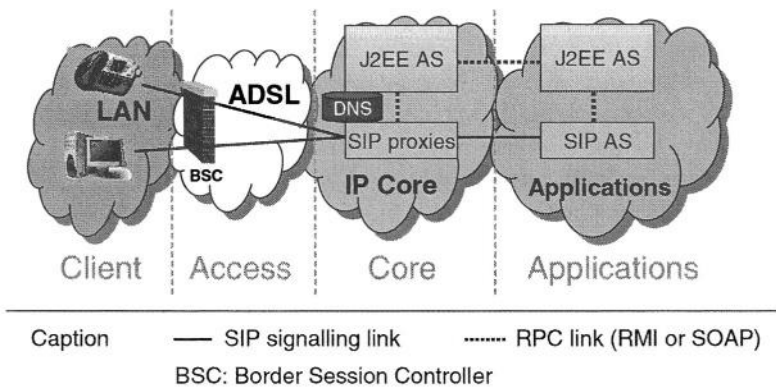 J2EE AS
J2EE AS
LAN
ADSL
DNS
SIP proxies
SIP AS
BSC
IP Core
Applications
Client
Access
Core
Applications
Caption
SIP signalling link
RPC link (RMI or SOAP)
BSC: Border Session Controller